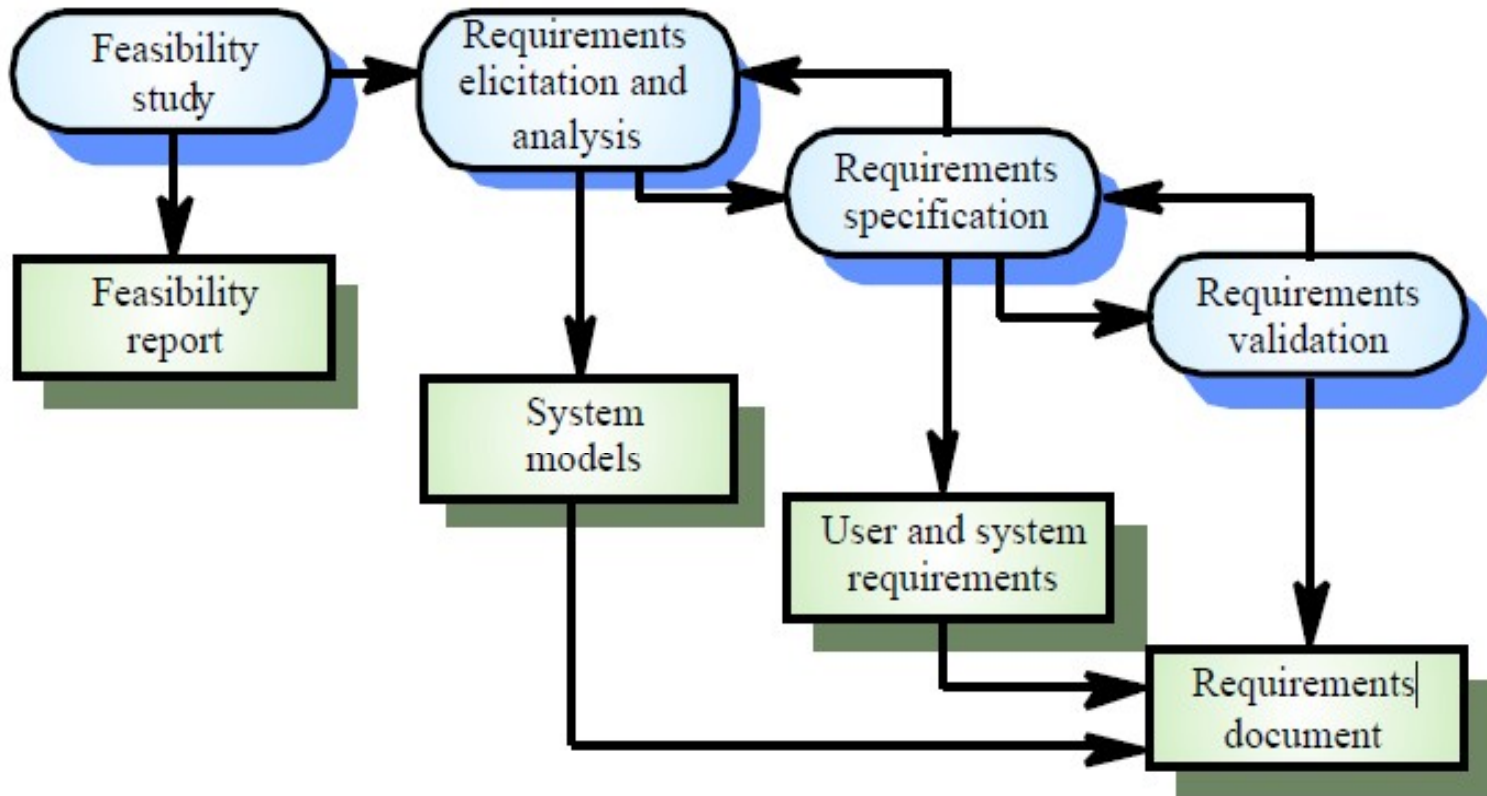 Feasibility
study
Requirements
elicitation and
analysis
Requirements
specification
Requirements
validation
Feasibility
report
System
models
User and system
requirements
Requirements
document